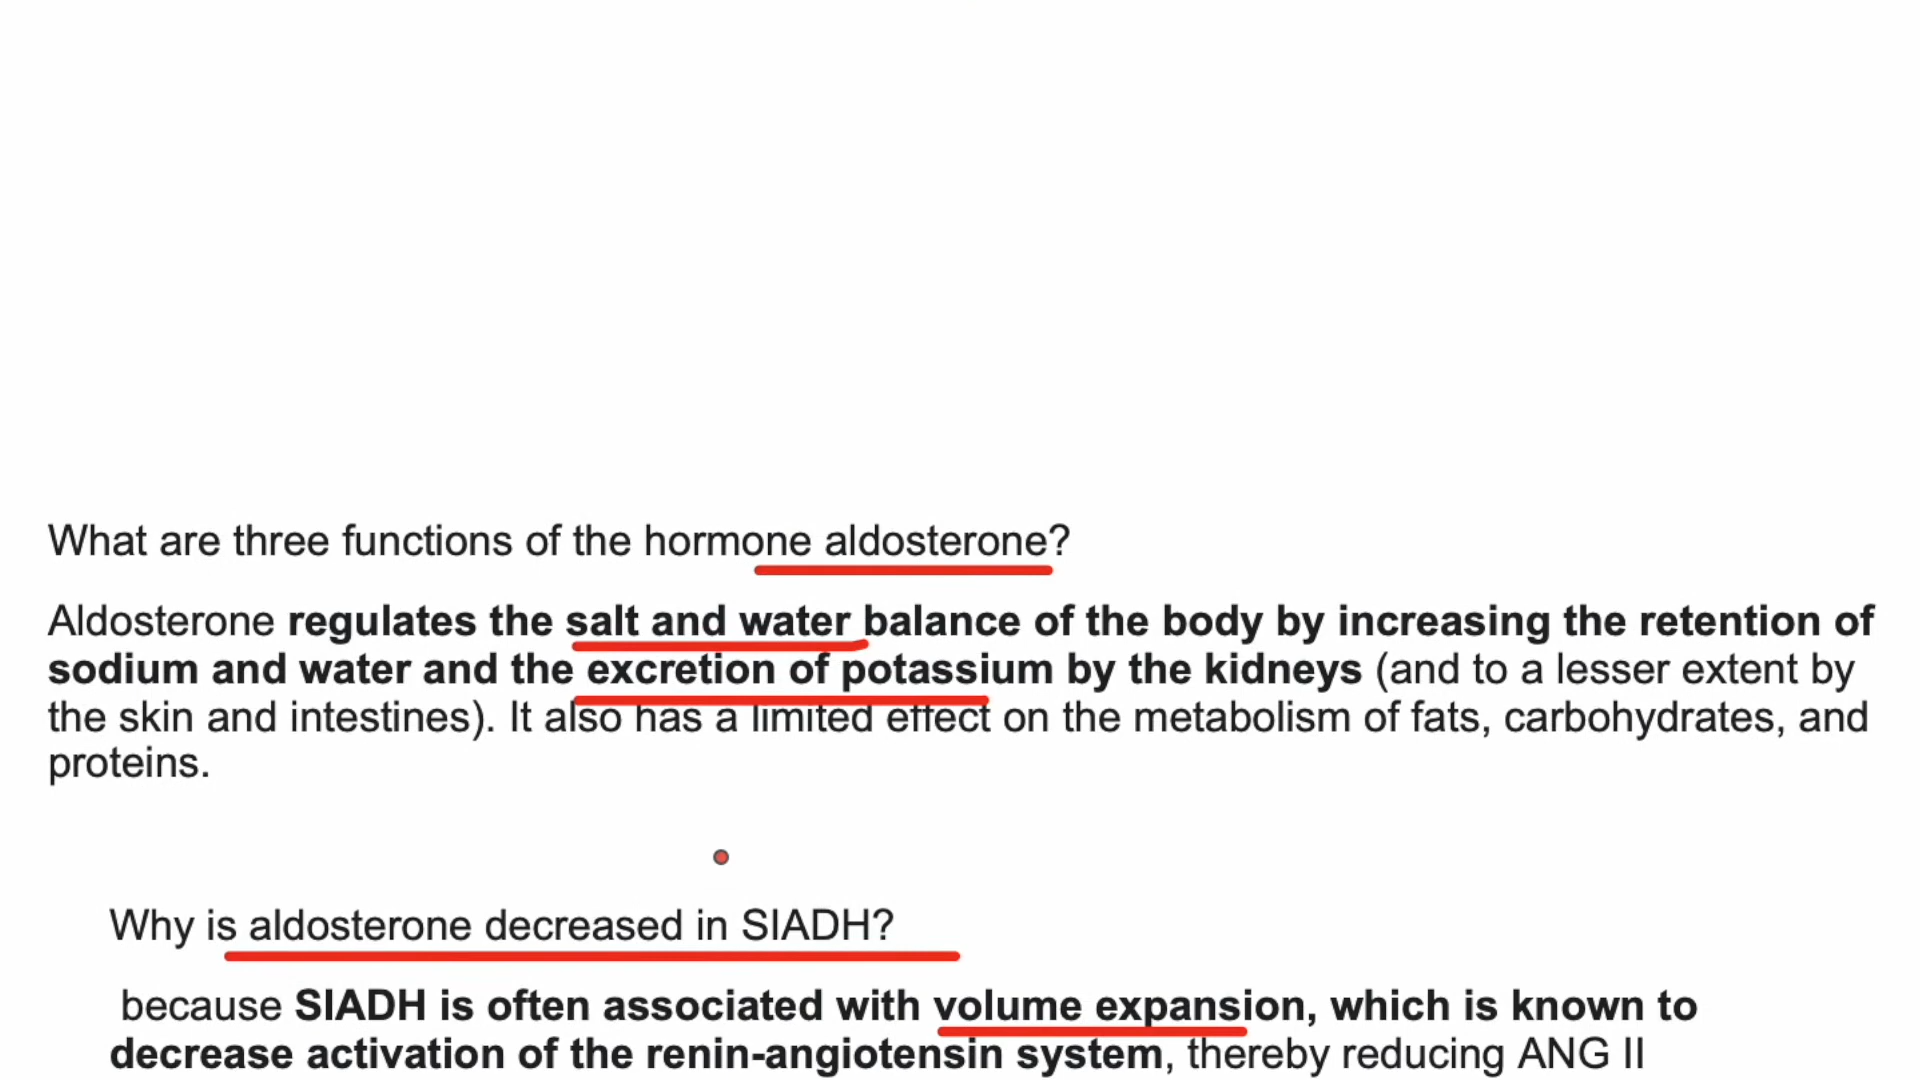 What are three functions of the hormone aldosterone?
Aldosterone regulates the salt and water balance of the body by increasing the retention of
sodium and water and the excretion of potassium by the kidneys (and to a lesser extent by
the skin and intestines). It also has a limited effect on the metabolism of fats, carbohydrates, and
proteins.
Why is aldosterone decreased in SIADH?
because SIADH is often associated with volume expansion, which is known to
decrease activation of the renin-angiotensin system, thereby reducing ANG II